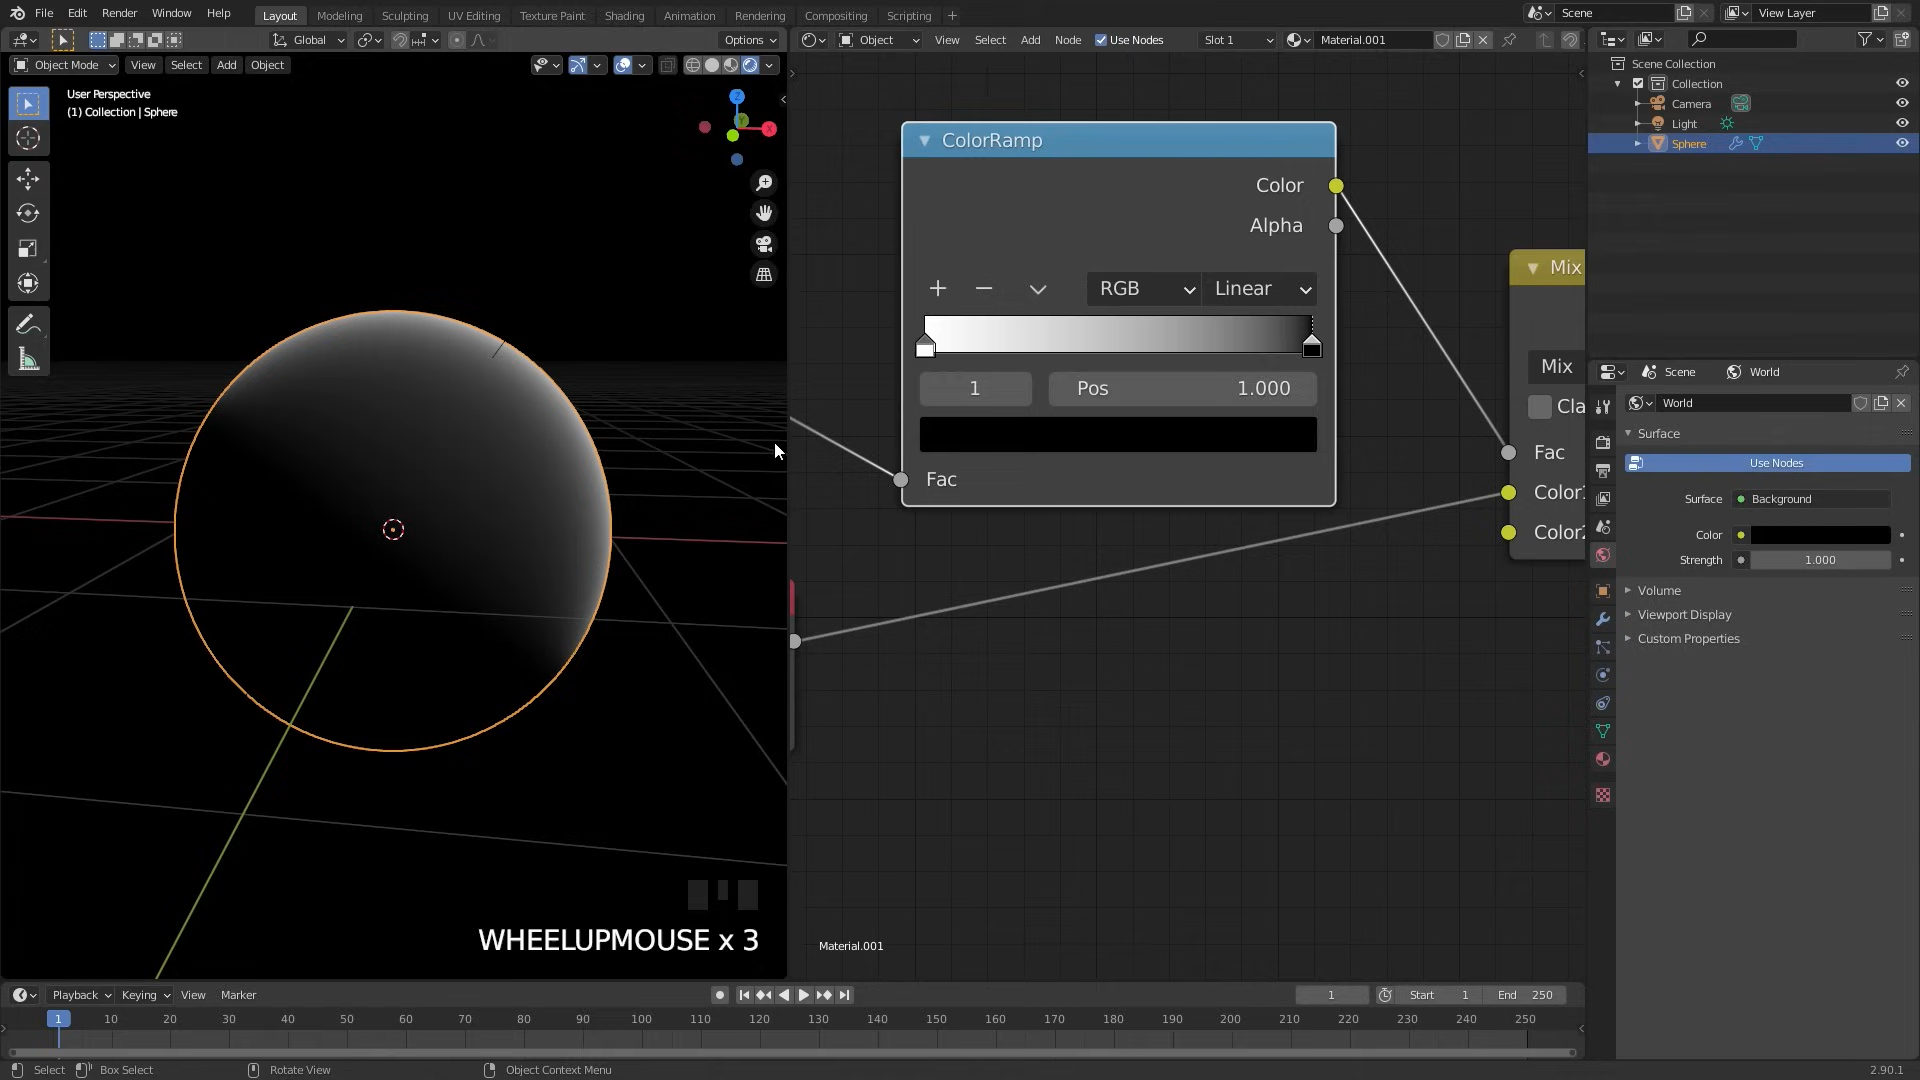 File Edit Render Window Help
Layout Modeling Sculpting UV Editing Texture Paint Shading Animation Rendering Compositing Scripting +
Scene
View Layer
Global
Options
Object
View Select Add Node
Use Nodes
Slot 1
Material.001
Object Mode
View Select Add Object
User Perspective
(1) Collection | Sphere
Z
Y
X
ColorRamp
Color
Alpha
RGB
Linear
1
Pos 1.000
Fac
Mix
Mix
Cla
Fac
Color1
Color2
Material.001
WHEELUPMOUSE x 3
Scene Collection
Collection
Camera
Light
Sphere
Scene
World
World
Surface
Use Nodes
Surface Background
Color
Strength 1.000
Volume
Viewport Display
Custom Properties
Playback Keying View Marker
1
Start 1
End 250
1 10 20 30 40 50 60 70 80 90 100 110 120 130 140 150 160 170 180 190 200 210 220 230 240 250
Select
Box Select
Rotate View
Object Context Menu
2.90.1